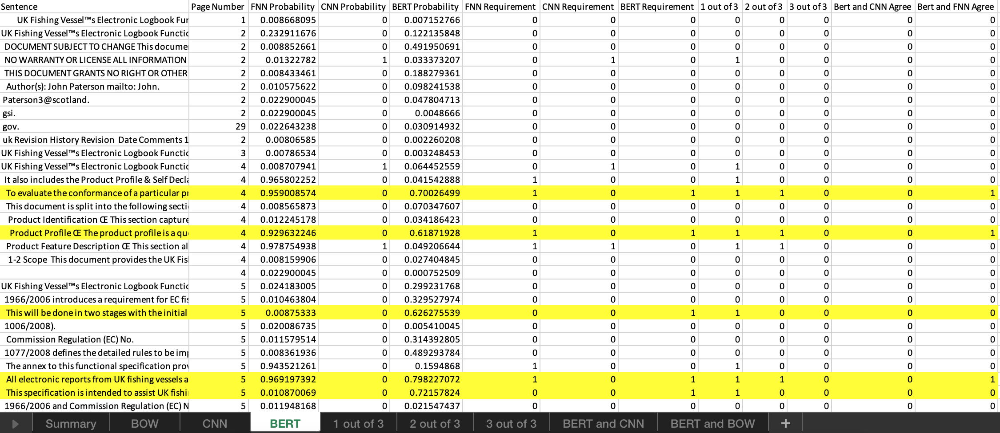 Sentence Page Number FNN Probability CNN Probability BERT Probability FNN Requirement CNN Requirement BERT Requirement 1 out of 3 2 out of 3 3 out of 3 Bert and CNN Agree Bert and FNN Agree
UK Fishing Vessel™s Electronic Logbook Fur 1 0.008668095 0 0.007152766 0 0 0 0 0 0 0 0
UK Fishing Vessel™s Electronic Logbook Functic 2 0.232911676 0 0.122135848 0 0 0 0 0 0 0 0
DOCUMENT SUBJECT TO CHANGE This docume 2 0.008852661 0 0.491950691 0 0 0 0 0 0 0 0
NO WARRANTY OR LICENSE ALL INFORMATION 2 0.01322782 1 0.033373207 0 1 0 1 0 0 0 0
THIS DOCUMENT GRANTS NO RIGHT OR OTHER 2 0.008433461 0 0.188279361 0 0 0 0 0 0 0 0
Author(s): John Paterson mailto: John. 2 0.010575622 0 0.098241538 0 0 0 0 0 0 0 0
Paterson3@scotland. 2 0.022900045 0 0.047804713 0 0 0 0 0 0 0 0
gsi. 2 0.022900045 0 0.0048666 0 0 0 0 0 0 0 0
gov. 29 0.022643238 0 0.030914932 0 0 0 0 0 0 0 0
uk Revision History Revision Date Comments 1 2 0.00806585 0 0.002260208 0 0 0 0 0 0 0 0
UK Fishing Vessel™s Electronic Logbook Functic 3 0.00786534 0 0.003248453 0 0 0 0 0 0 0 0
UK Fishing Vessel™s Electronic Logbook Functic 4 0.008707941 1 0.064452559 0 1 0 1 0 0 0 0
It also includes the Product Profile & Self Decla 4 0.965802252 0 0.041542888 1 0 0 1 0 0 0 0
To evaluate the conformance of a particular pr 4 0.959008574 0 0.70026499 1 0 1 1 1 0 0 1
This document is split into the following secti 4 0.008565873 0 0.070347607 0 0 0 0 0 0 0 0
Product Identification Œ This section capture 4 0.012245178 0 0.034186423 0 0 0 0 0 0 0 0
Product Profile Œ The product profile is a que 4 0.929632246 0 0.61871928 1 0 1 1 1 0 0 1
Product Feature Description Œ This section al 4 0.978754938 1 0.049206644 1 1 0 1 1 0 0 0
1-2 Scope This document provides the UK Fis 4 0.008159906 0 0.027404845 0 0 0 0 0 0 0 0
4 0.022900045 0 0.000752509 0 0 0 0 0 0 0 0
UK Fishing Vessel™s Electronic Logbook Functic 5 0.024183005 0 0.299231768 0 0 0 0 0 0 0 0
1966/2006 introduces a requirement for EC fis 5 0.010463804 0 0.329527974 0 0 0 0 0 0 0 0
This will be done in two stages with the initial 5 0.00875333 0 0.626275539 0 0 1 1 0 0 0 0
1006/2008). 5 0.020086735 0 0.005410045 0 0 0 0 0 0 0 0
Commission Regulation (EC) No. 5 0.011579514 0 0.314392805 0 0 0 0 0 0 0 0
1077/2008 defines the detailed rules to be imp 5 0.008361936 0 0.489293784 0 0 0 0 0 0 0 0
The annex to this functional specification prov 5 0.943521261 0 0.1594868 1 0 0 1 0 0 0 0
All electronic reports from UK fishing vessels a 5 0.969197392 0 0.798227072 1 0 1 1 1 0 0 1
This specification is intended to assist UK fishi 5 0.010870069 0 0.72157824 0 0 1 1 0 0 0 0
1966/2006 and Commission Regulation (EC) N 5 0.011948168 0 0.021547437 0 0 0 0 0 0 0 0
Summary BOW CNN BERT 1 out of 3 2 out of 3 3 out of 3 BERT and CNN BERT and BOW +